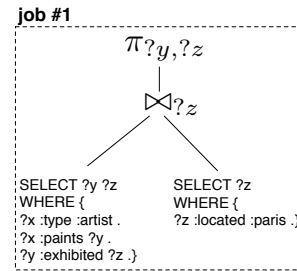 job #1
π?y,?z
⋈?z
SELECT ?y ?z
WHERE {
?x :type :artist .
?x :paints ?y .
?y :exhibited ?z .}
SELECT ?z
WHERE {
?z :located :paris .}